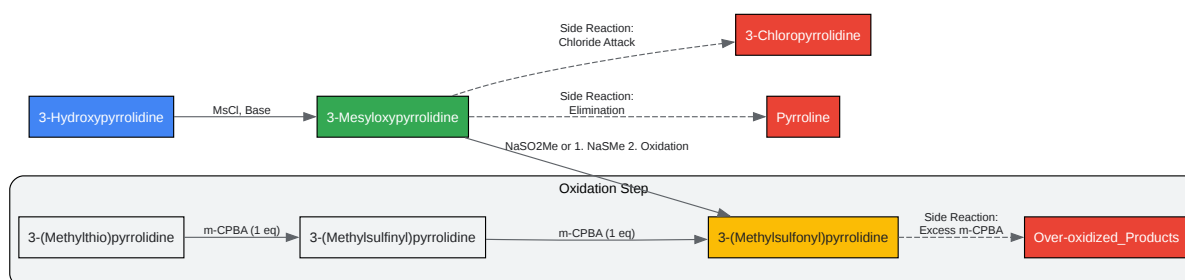 Side Reaction:
Chloride Attack
3-Chloropyrrolidine
3-Hydroxypyrrolidine
MsCl, Base
3-Mesyloxypyrrolidine
Side Reaction:
Elimination
Pyrroline
NaSO2Me or 1. NaSMe 2. Oxidation
Oxidation Step
3-(Methylthio)pyrrolidine
m-CPBA (1 eq)
3-(Methylsulfinyl)pyrrolidine
m-CPBA (1 eq)
3-(Methylsulfonyl)pyrrolidine
Side Reaction:
Excess m-CPBA
Over-oxidized_Products